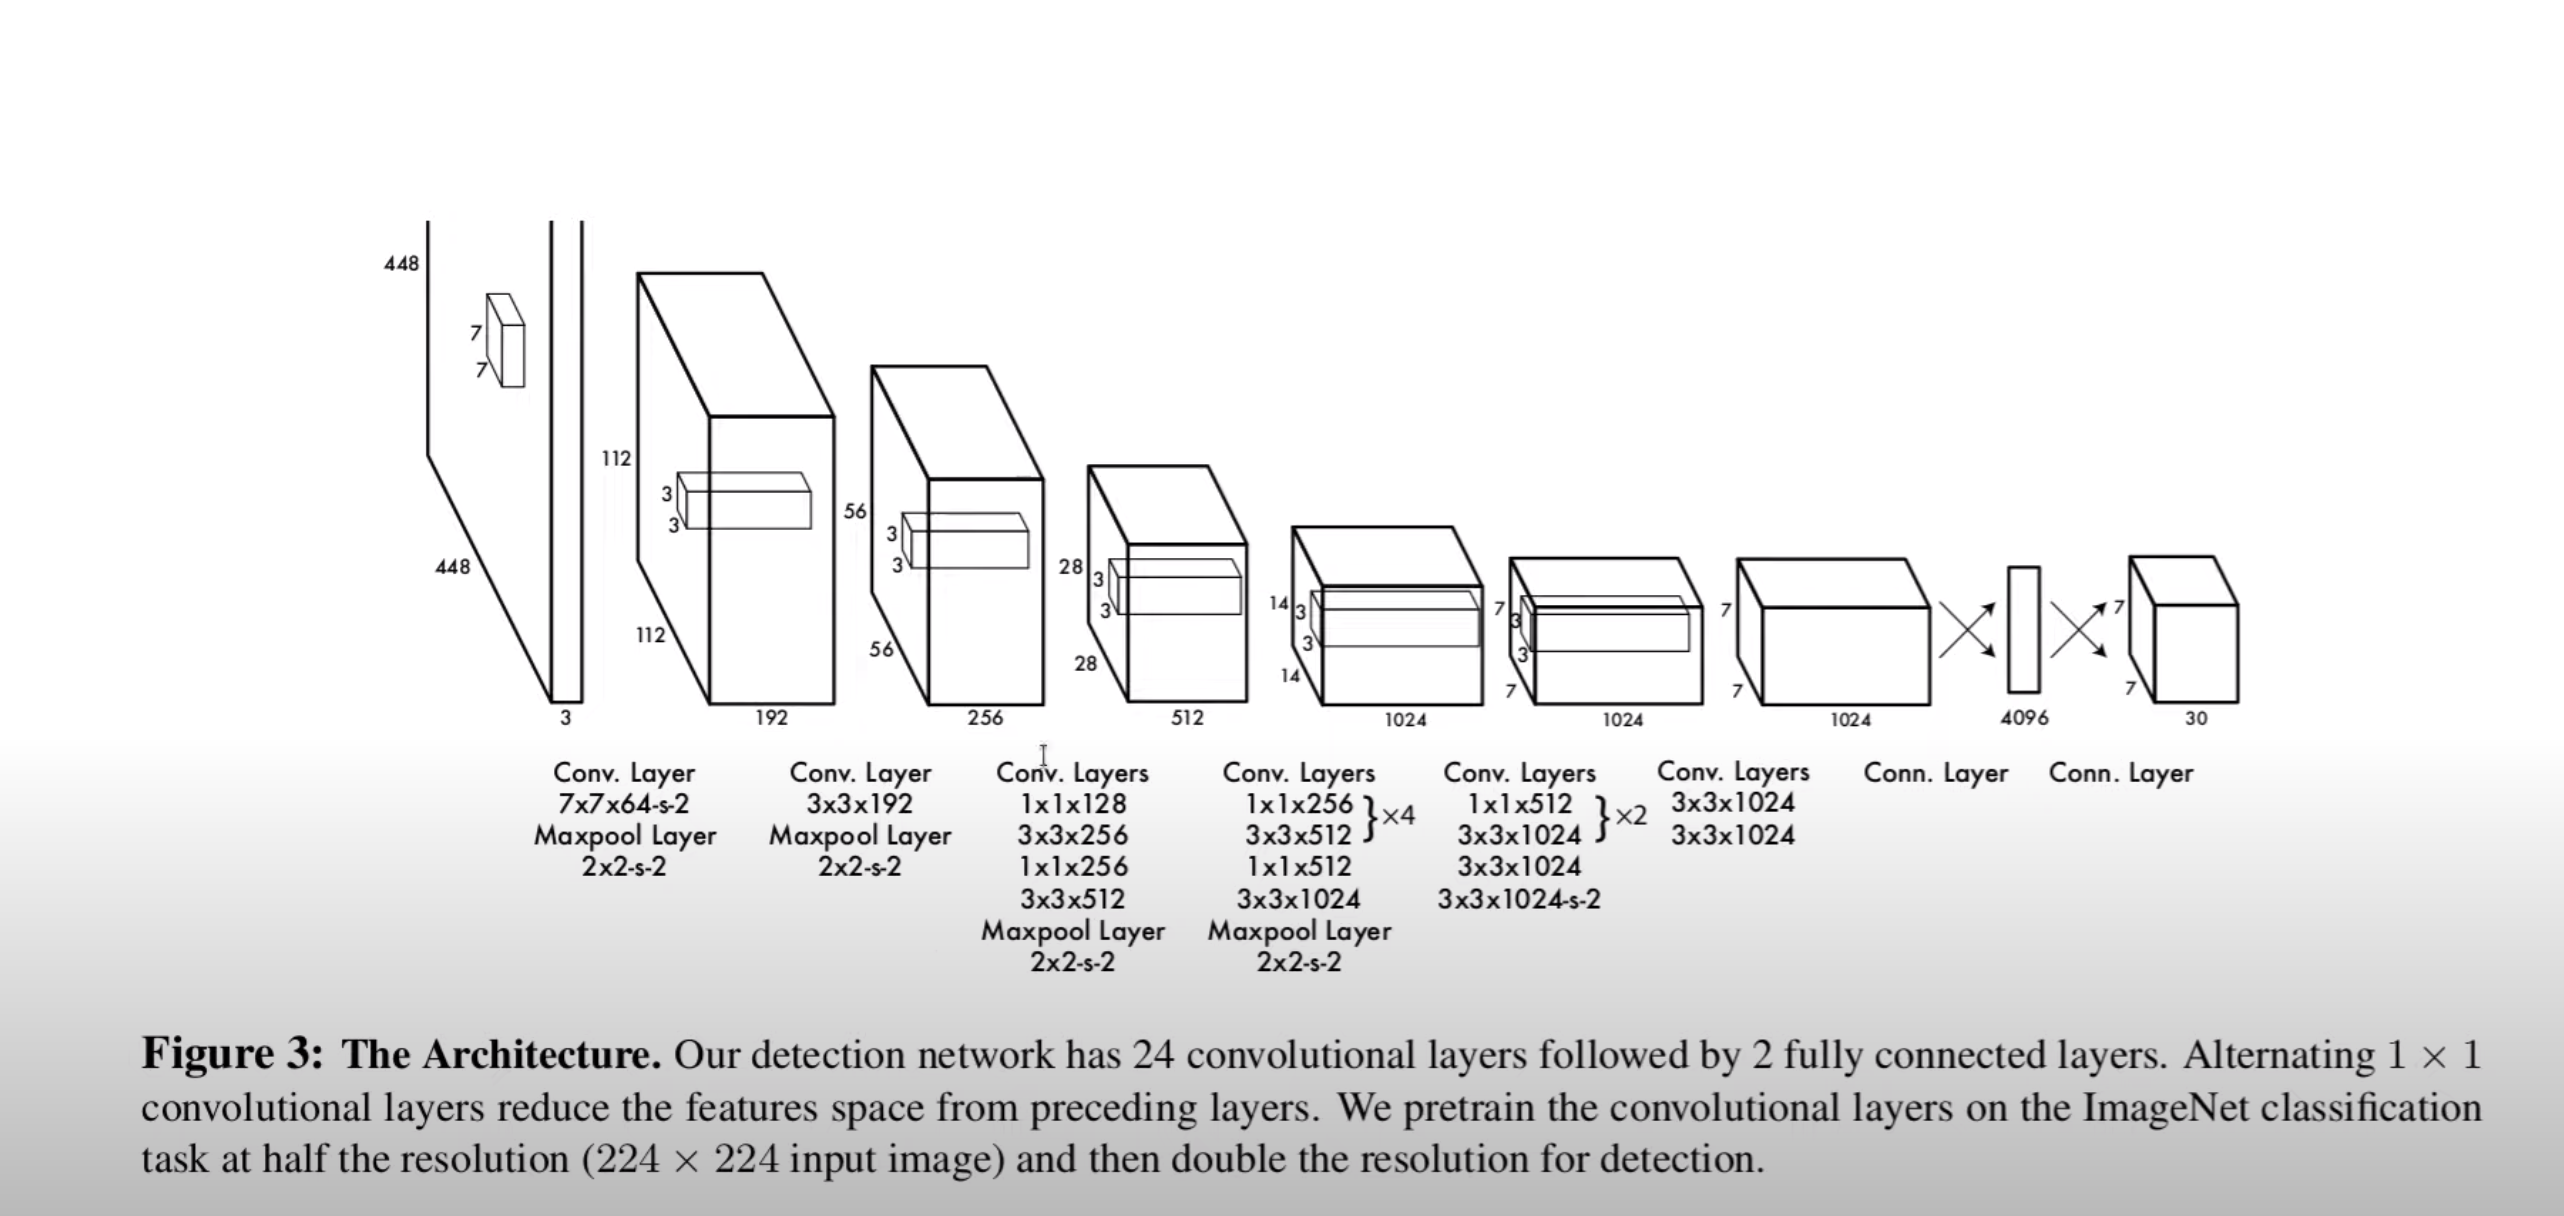 448
7
7
448
3
112
3
3
112
192
56
3
3
56
256
28
3
3
28
512
14
3
3
14
1024
7
3
3
7
1024
7
7
1024
4096
7
7
30
Conv. Layer
7x7x64-s-2
Maxpool Layer
2x2-s-2
Conv. Layer
3x3x192
Maxpool Layer
2x2-s-2
Conv. Layers
1x1x128
3x3x256
1x1x256
3x3x512
Maxpool Layer
2x2-s-2
Conv. Layers
1x1x256
3x3x512
}×4
1x1x512
3x3x1024
Maxpool Layer
2x2-s-2
Conv. Layers
1x1x512
3x3x1024
}×2
3x3x1024
3x3x1024-s-2
Conv. Layers
3x3x1024
3x3x1024
Conn. Layer
Conn. Layer
Figure 3: The Architecture. Our detection network has 24 convolutional layers followed by 2 fully connected layers. Alternating 1 × 1
convolutional layers reduce the features space from preceding layers. We pretrain the convolutional layers on the ImageNet classification
task at half the resolution (224 × 224 input image) and then double the resolution for detection.